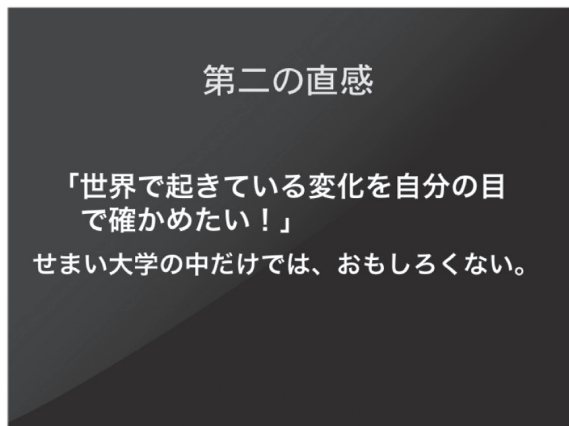 第二の直感
「世界で起きている変化を自分の目
で確かめたい！」
せまい大学の中だけでは、おもしろくない。